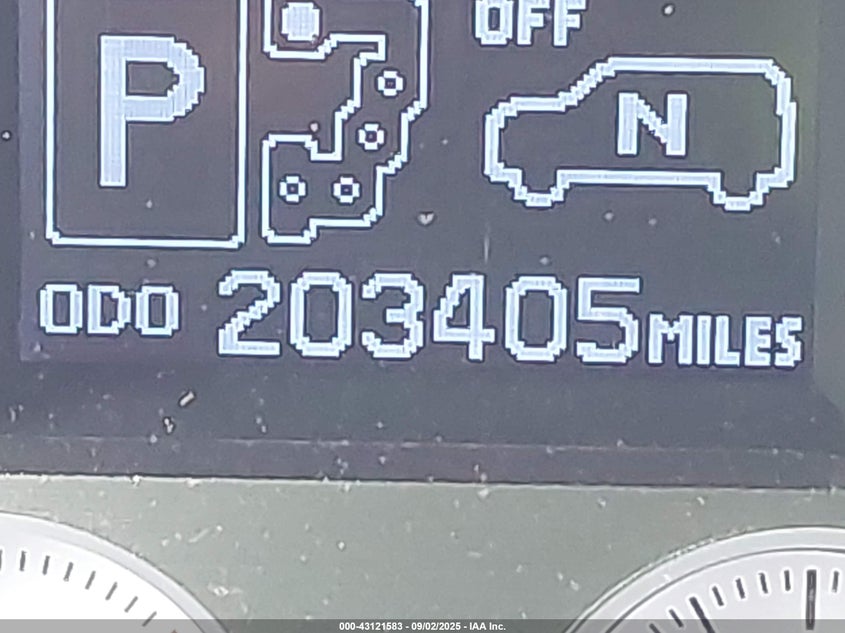 OFF
P
N
ODO 203405 MILES
000-43121583 - 09/02/2025 - IAA Inc.